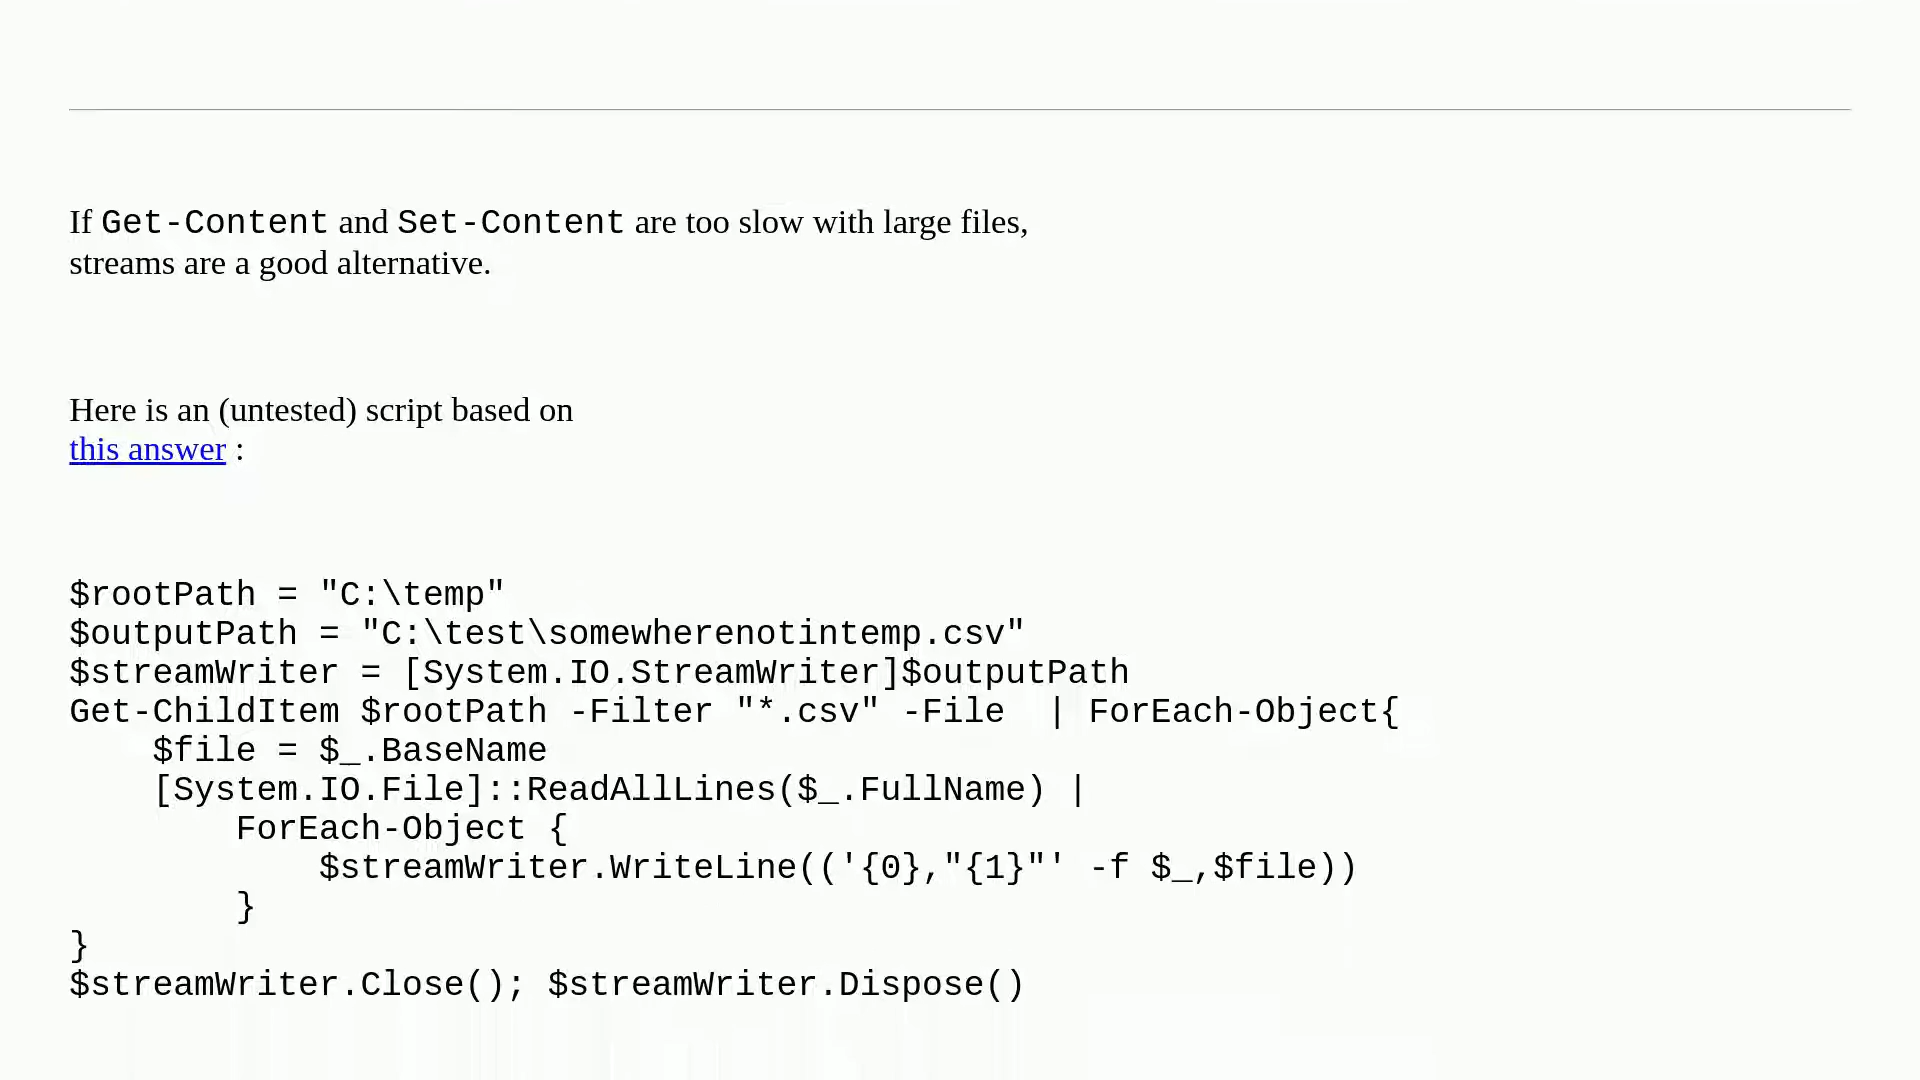 If Get-Content and Set-Content are too slow with large files,
streams are a good alternative.
Here is an (untested) script based on
this answer :
$rootPath = "C:\temp"
$outputPath = "C:\test\somewherenotintemp.csv"
$streamWriter = [System.IO.StreamWriter]$outputPath
Get-ChildItem $rootPath -Filter "*.csv" -File  | ForEach-Object{
    $file = $_.BaseName
    [System.IO.File]::ReadAllLines($_.FullName) |
        ForEach-Object {
            $streamWriter.WriteLine(('{0},"{1}"' -f $_,$file))
        }
}
$streamWriter.Close(); $streamWriter.Dispose()